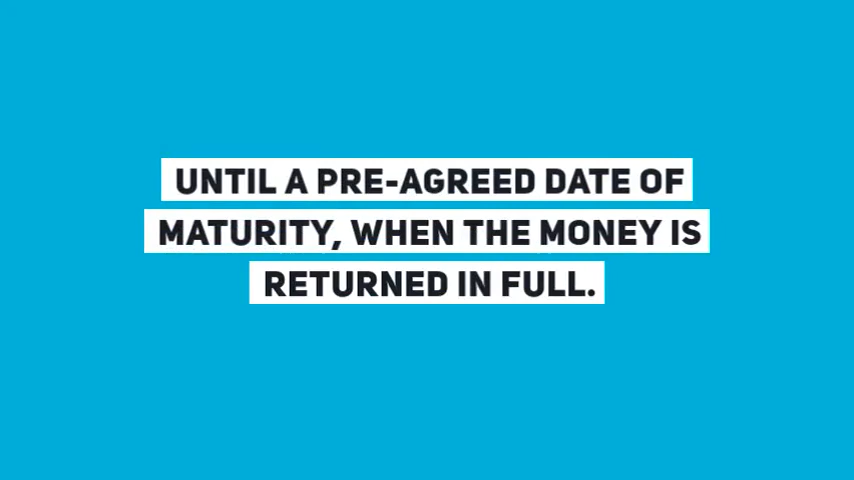 UNTIL A PRE-AGREED DATE OF
MATURITY, WHEN THE MONEY IS
RETURNED IN FULL.